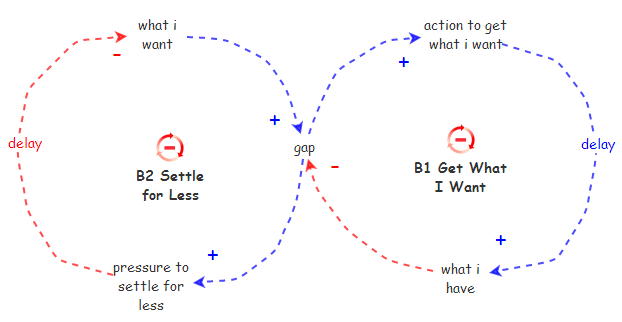 what i
want
-
action to get
what i want
+
+
delay
-
B2 Settle
for Less
gap
-
-
B1 Get What
I Want
delay
+
pressure to
settle for
less
+
what i
have